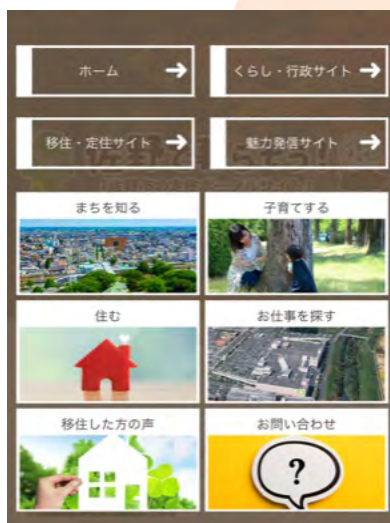 ホーム
くらし・行政サイト
移住・定住サイト
魅力発信サイト
まちを知る
子育てする
住む
お仕事を探す
移住した方の声
お問い合わせ
?